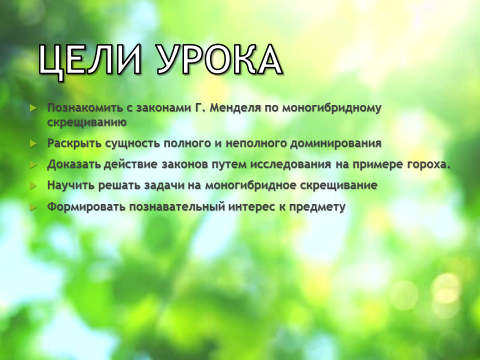 ЦЕЛИ УРОКА
Познакомить с законами Г. Менделя по моногибридному
скрещиванию
Раскрыть сущность полного и неполного доминирования
Доказать действие законов путем исследования на примере гороха.
Научить решать задачи на моногибридное скрещивание
Формировать познавательный интерес к предмету